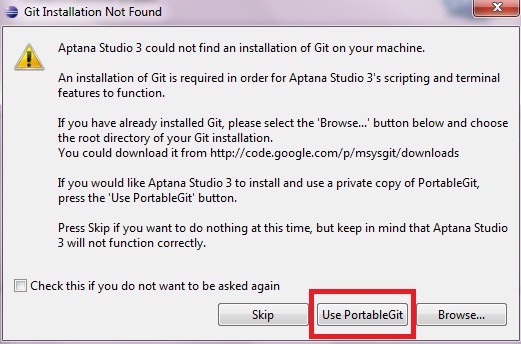 Git Installation Not Found
Aptana Studio 3 could not find an installation of Git on your machine.
An installation of Git is required in order for Aptana Studio 3's scripting and terminal
features to function.
If you have already installed Git, please select the 'Browse...' button below and choose
the root directory of your Git installation.
You could download it from http://code.google.com/p/msysgit/downloads
If you would like Aptana Studio 3 to install and use a private copy of PortableGit,
press the 'Use PortableGit' button.
Press Skip if you want to do nothing at this time, but keep in mind that Aptana Studio
3 will not function correctly.
Check this if you do not want to be asked again
Skip Use PortableGit Browse...